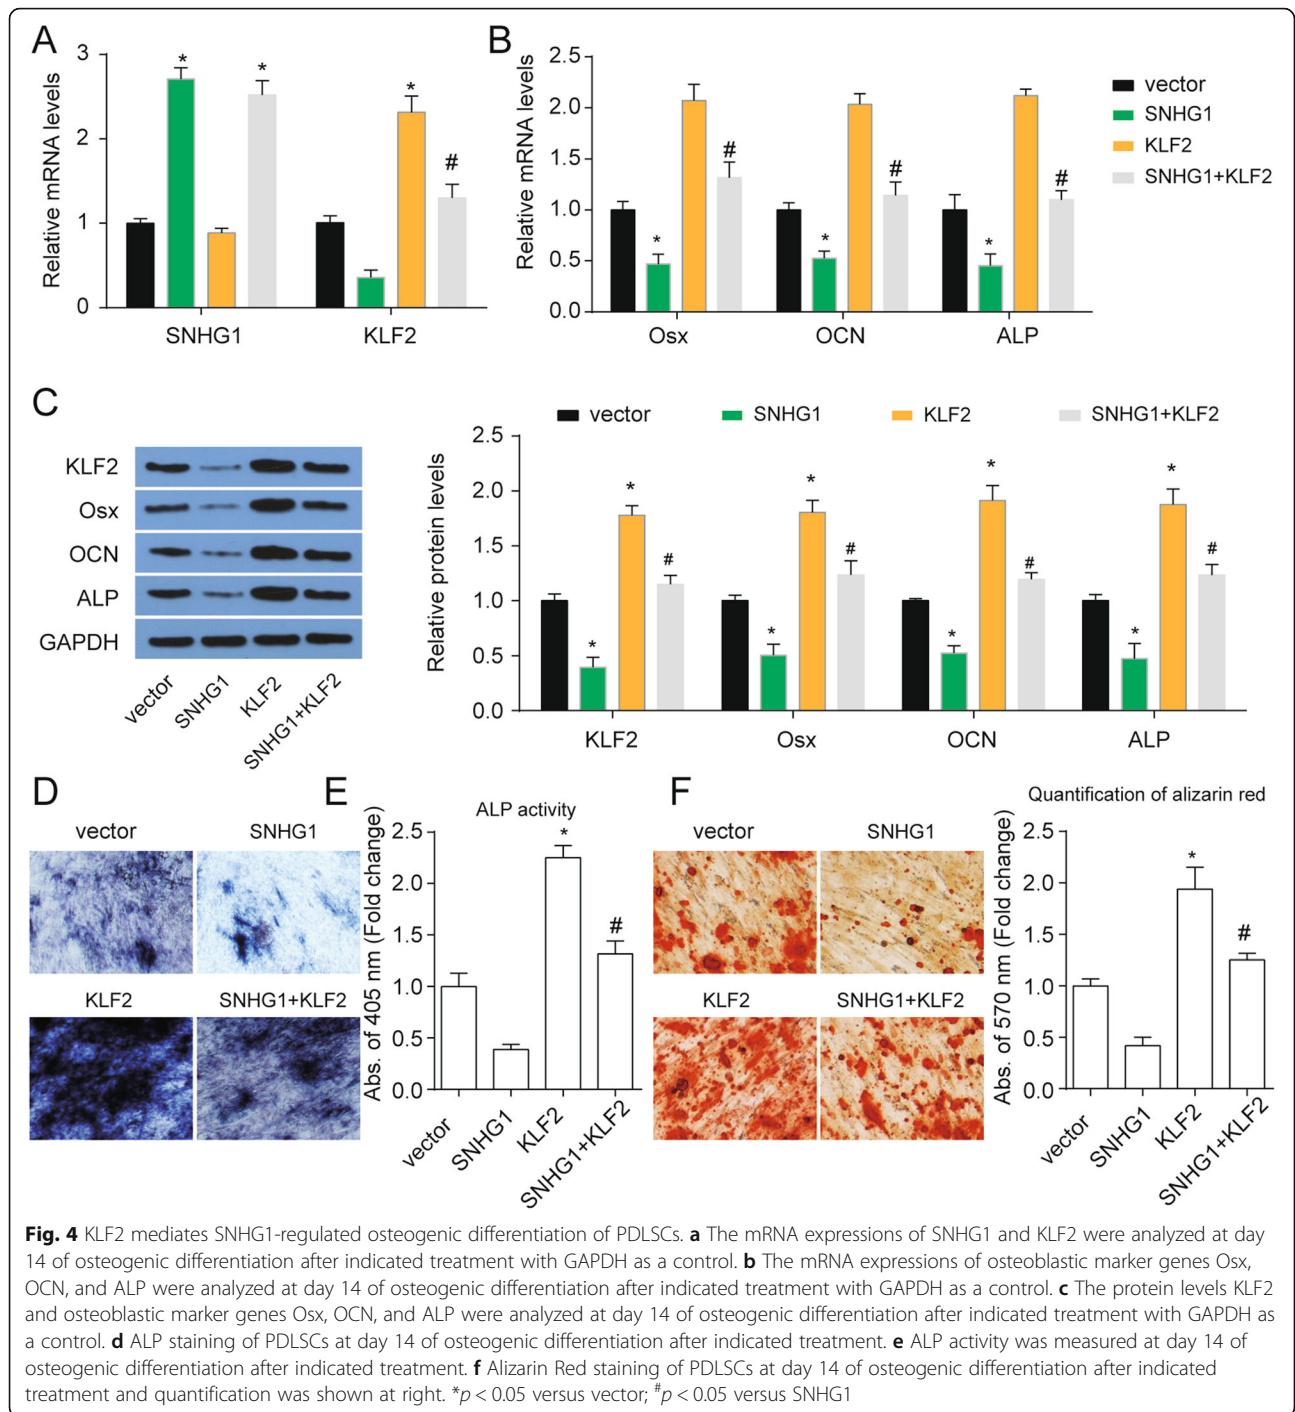 A
Relative mRNA levels
3
2
1
0
*
*
*
#
SNHG1
KLF2
B
Relative mRNA levels
2.5
2.0
1.5
1.0
0.5
0.0
*
#
*
#
*
#
Osx
OCN
ALP
vector
SNHG1
KLF2
SNHG1+KLF2
C
KLF2
Osx
OCN
ALP
GAPDH
vector
SNHG1
KLF2
SNHG1+KLF2
vector
SNHG1
KLF2
SNHG1+KLF2
Relative protein levels
2.5
2.0
1.5
1.0
0.5
0.0
*
*
#
*
*
#
*
*
#
*
*
#
KLF2
Osx
OCN
ALP
D
vector
SNHG1
KLF2
SNHG1+KLF2
E
ALP activity
Abs. of 405 nm (Fold change)
2.5
2.0
1.5
1.0
0.5
0.0
*
#
vector
SNHG1
KLF2
SNHG1+KLF2
F
vector
SNHG1
KLF2
SNHG1+KLF2
Quantification of alizarin red
Abs. of 570 nm (Fold change)
2.5
2.0
1.5
1.0
0.5
0.0
*
#
vector
SNHG1
KLF2
SNHG1+KLF2
Fig. 4 KLF2 mediates SNHG1-regulated osteogenic differentiation of PDLSCs. a The mRNA expressions of SNHG1 and KLF2 were analyzed at day
14 of osteogenic differentiation after indicated treatment with GAPDH as a control. b The mRNA expressions of osteoblastic marker genes Osx,
OCN, and ALP were analyzed at day 14 of osteogenic differentiation after indicated treatment with GAPDH as a control. c The protein levels KLF2
and osteoblastic marker genes Osx, OCN, and ALP were analyzed at day 14 of osteogenic differentiation after indicated treatment with GAPDH as
a control. d ALP staining of PDLSCs at day 14 of osteogenic differentiation after indicated treatment. e ALP activity was measured at day 14 of
osteogenic differentiation after indicated treatment. f Alizarin Red staining of PDLSCs at day 14 of osteogenic differentiation after indicated
treatment and quantification was shown at right. *p < 0.05 versus vector; #p < 0.05 versus SNHG1